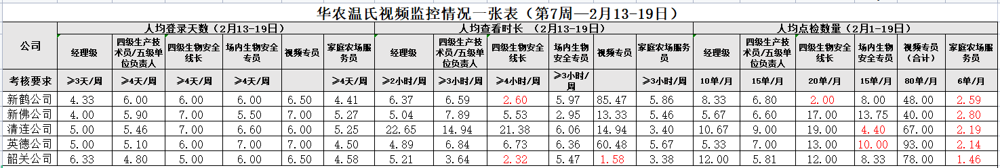 华农温氏视频监控情况一张表（第7周—2月13-19日）
公司 人均登录天数（2月13-19日） 人均查看时长 （2月13-19日） 人均点检数量（2月1-19日）
经理级 四级生产技术员/五级单位负责人 四级生物安全线长 场内生物安全专员 视频专员 家庭农场服务员 经理级 四级生产技术员/五级单位负责人 四级生物安全线长 场内生物安全专员 视频专员 家庭农场服务员 经理级 四级生产技术员/五级单位负责人 四级生物安全线长 场内生物安全专员 视频专员（合计） 家庭农场服务员
考核要求 ≥3天/周 ≥4天/周 ≥4天/周 ≥4天/周 ≥4天/周 ≥2小时/周 ≥3小时/周 ≥4小时/周 ≥3小时/周 ≥3小时/周 10单/月 15单/月 20单/月 15单/月 80单/月 6单/月
新鹤公司 4.33 6.00 6.00 6.00 6.50 4.41 6.37 6.59 2.60 5.97 85.47 5.86 8.33 6.80 2.00 8.00 48.00 2.59
新佛公司 4.00 5.90 7.00 5.50 7.00 5.27 5.04 7.89 5.53 2.95 13.33 5.46 5.67 6.60 17.00 13.75 40.00 2.80
清连公司 5.00 5.46 7.00 6.60 6.00 5.25 22.65 14.94 21.38 6.06 14.94 3.40 10.67 9.00 19.00 4.40 67.00 2.19
英德公司 5.00 5.10 6.00 7.00 7.00 4.50 4.89 6.84 6.73 6.36 60.48 5.67 5.33 7.00 13.00 10.00 93.00 2.14
韶关公司 6.33 4.80 5.00 6.00 6.50 4.58 5.21 3.64 2.32 5.47 1.58 3.38 12.00 5.81 12.00 8.00 78.00 1.46